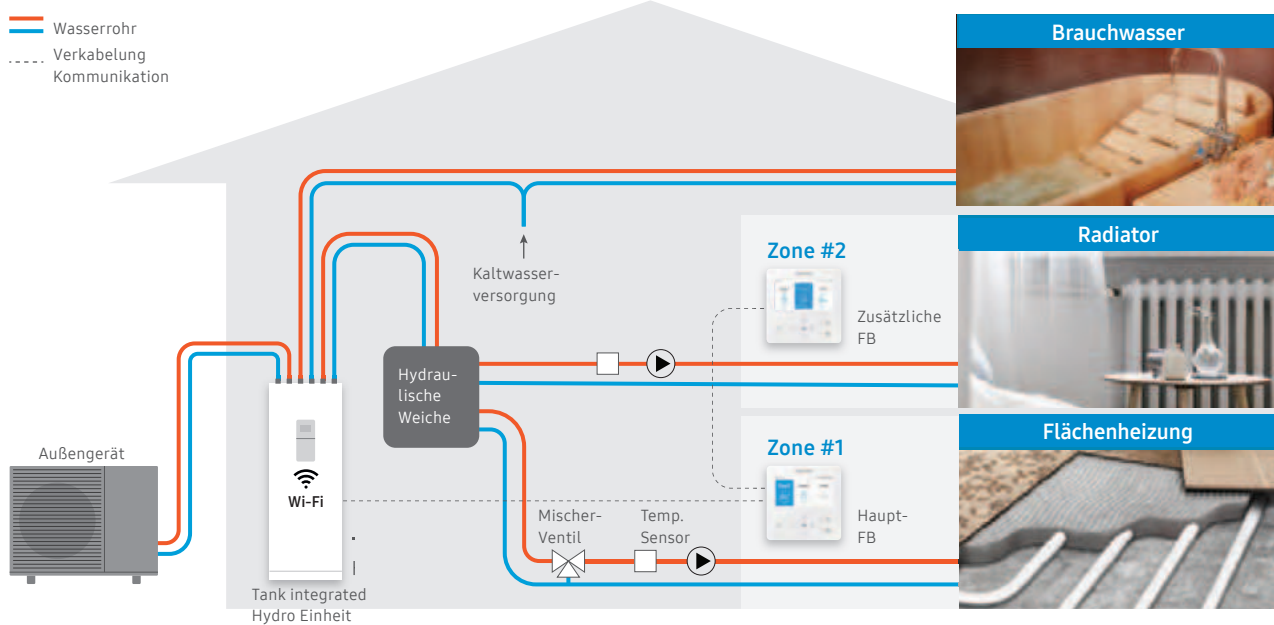 Wasserrohr
Verkabelung
Kommunikation
Brauchwasser
Kaltwasser-
versorgung
Zone #2
Zusätzliche
FB
Radiator
Hydrau-
lische
Weiche
Zone #1
Haupt-
FB
Flächenheizung
Außengerät
Wi-Fi
Mischer-
Ventil
Temp.
Sensor
Tank integrated
Hydro Einheit